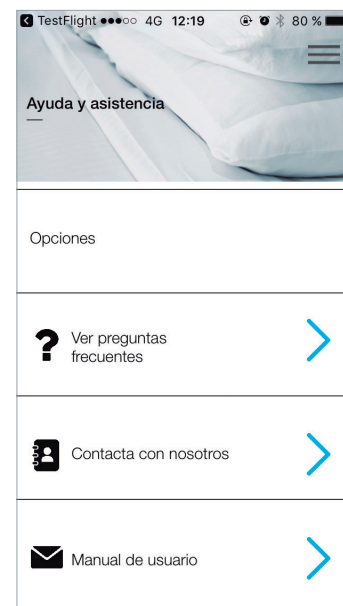 TestFlight 4G 12:19 80 %
Ayuda y asistencia
Opciones
Ver preguntas
frecuentes
Contacta con nosotros
Manual de usuario